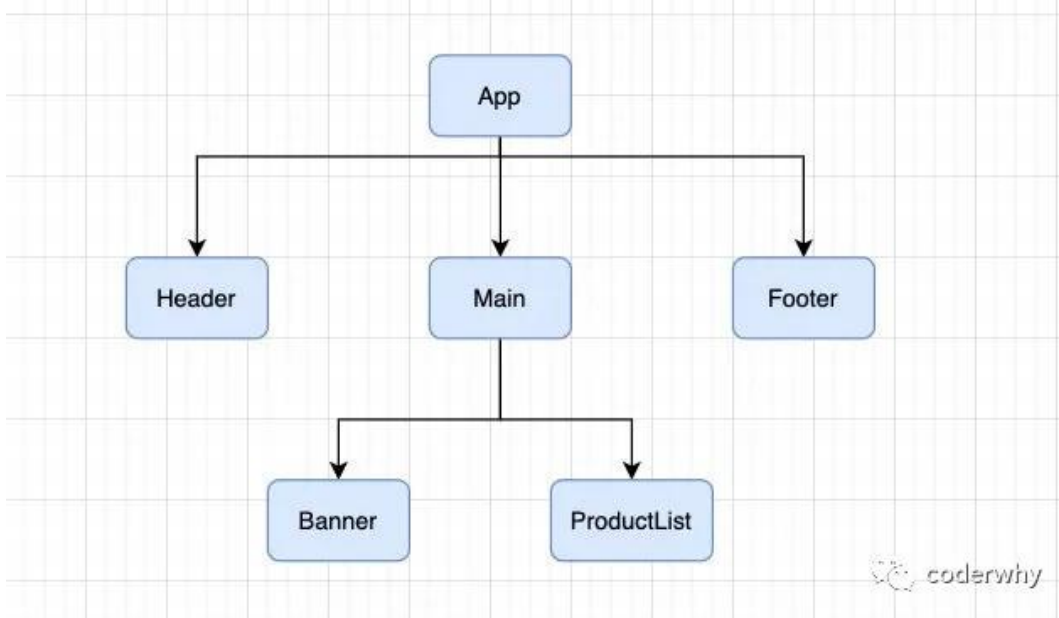 App
Header
Main
Footer
Banner
ProductList
coderwhy